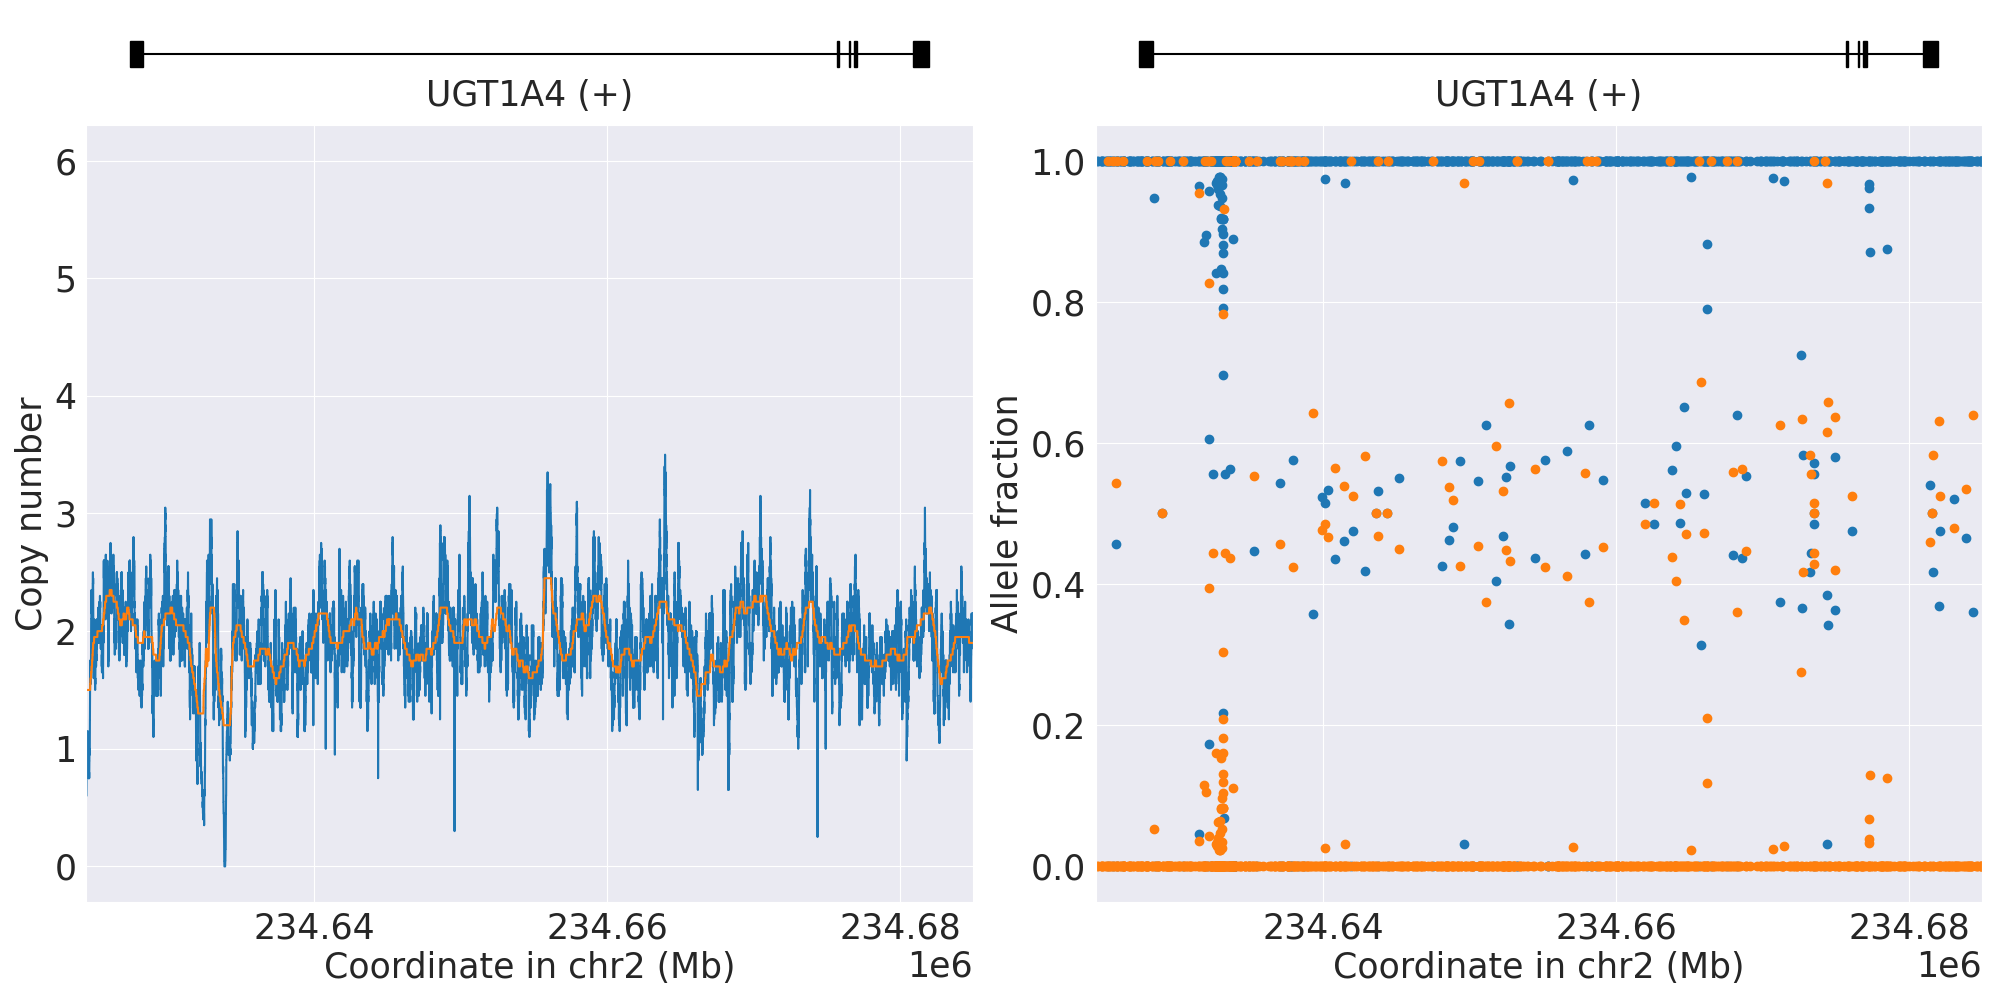 UGT1A4 (+)
Copy number
6
5
4
3
2
1
0
234.64
234.66
234.68
Coordinate in chr2 (Mb)
1e6
UGT1A4 (+)
Allele fraction
1.0
0.8
0.6
0.4
0.2
0.0
234.64
234.66
234.68
Coordinate in chr2 (Mb)
1e6